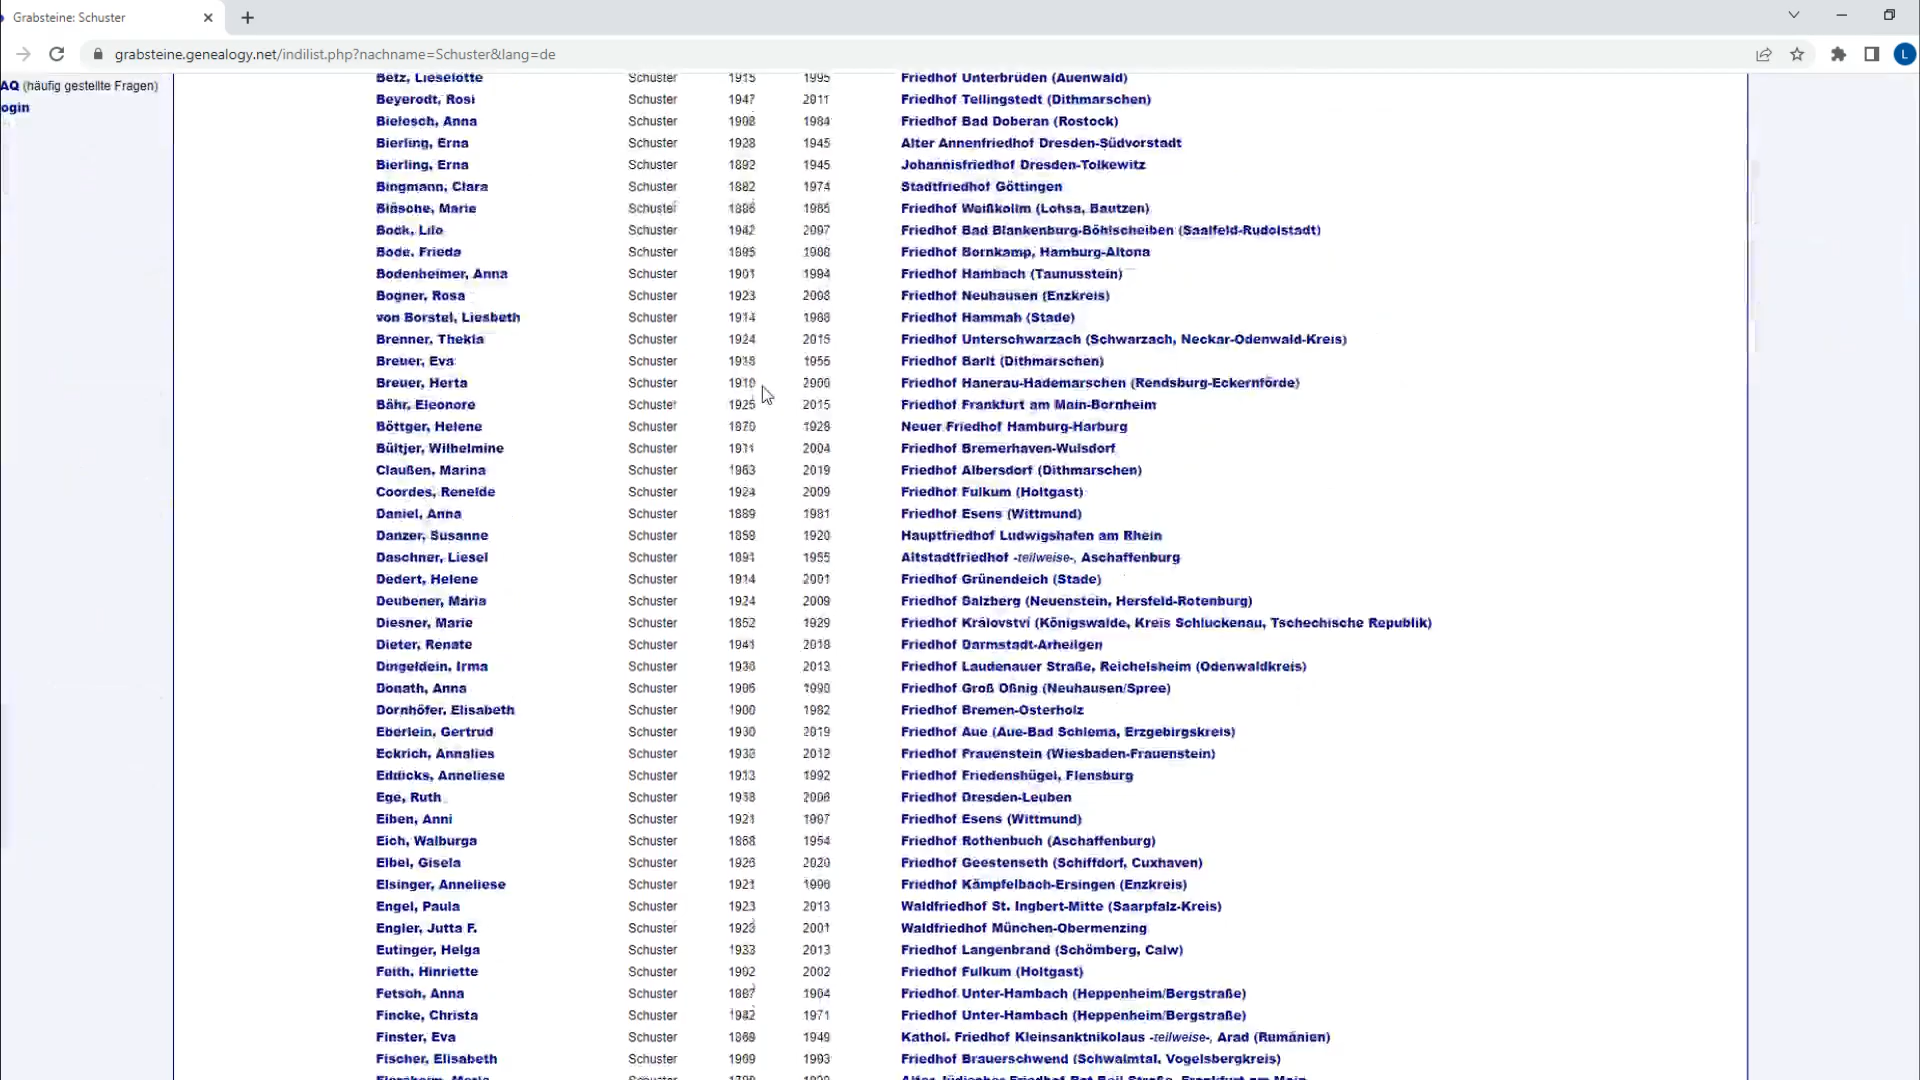 Grabsteine: Schuster
grabsteine.genealogy.net/indilist.php?nachname=Schuster&lang=de
L
AQ (häufig gestellte Fragen)
ogin
Betz, Lieselotte Schuster 1915 1995 Friedhof Unterbrüden (Auenwald)
Beyerodt, Rosi Schuster 1947 2011 Friedhof Tellingstedt (Dithmarschen)
Bielesch, Anna Schuster 1984 Friedhof Bad Doberan (Rostock)
Bierling, Erna Schuster 1928 1945 Alter Annenfriedhof Dresden-Südvorstadt
Bierling, Erna Schuster 1892 1945 Johannisfriedhof Dresden-Tolkewitz
Bingmann, Clara Schuster 1882 1974 Stadtfriedhof Göttingen
Bläsche, Marie Schuster Friedhof Weißkollm (Lohsa, Bautzen)
Bock, Lilo Schuster 1942 Friedhof Bad Blankenburg-Böhlscheiben (Saalfeld-Rudolstadt)
Bode, Frieda Schuster Friedhof Bornkamp, Hamburg-Altona
Bodenheimer, Anna Schuster 1901 1994 Friedhof Hambach (Taunusstein)
Bogner, Rosa Schuster 1923 2008 Friedhof Neuhausen (Enzkreis)
von Borstel, Liesbeth Schuster 1914 1988 Friedhof Hammah (Stade)
Brenner, Thekla Schuster 1924 2015 Friedhof Unterschwarzach (Schwarzach, Neckar-Odenwald-Kreis)
Breuer, Eva Schuster 1955 Friedhof Barlt (Dithmarschen)
Breuer, Herta Schuster 1910 2000 Friedhof Hanerau-Hademarschen (Rendsburg-Eckernförde)
Bähr, Eleonore Schuster 1925 2015 Friedhof Frankfurt am Main-Bornheim
Böttger, Helene Schuster 1870 1928 Neuer Friedhof Hamburg-Harburg
Bültjer, Wilhelmine Schuster 1911 2004 Friedhof Bremerhaven-Wulsdorf
Claußen, Marina Schuster 1963 2019 Friedhof Albersdorf (Dithmarschen)
Coordes, Renelde Schuster 1924 2009 Friedhof Fulkum (Holtgast)
Daniel, Anna Schuster 1889 1981 Friedhof Esens (Wittmund)
Danzer, Susanne Schuster 1920 Hauptfriedhof Ludwigshafen am Rhein
Daschner, Liesel Schuster 1891 1955 Altstadtfriedhof -teilweise-, Aschaffenburg
Dedert, Helene Schuster 1914 2001 Friedhof Grünendeich (Stade)
Deubener, Maria Schuster 1924 2009 Friedhof Salzberg (Neuenstein, Hersfeld-Rotenburg)
Diesner, Marie Schuster 1852 1929 Friedhof Království (Königswalde, Kreis Schluckenau, Tschechische Republik)
Dieter, Renate Schuster 1941 2018 Friedhof Darmstadt-Arheilgen
Dingeldein, Irma Schuster 2013 Friedhof Laudenauer Straße, Reichelsheim (Odenwaldkreis)
Donath, Anna Schuster 1990 Friedhof Groß Oßnig (Neuhausen/Spree)
Dornhöfer, Elisabeth Schuster 1900 1982 Friedhof Bremen-Osterholz
Eberlein, Gertrud Schuster 1930 2019 Friedhof Aue (Aue-Bad Schlema, Erzgebirgskreis)
Eckrich, Annalies Schuster 2012 Friedhof Frauenstein (Wiesbaden-Frauenstein)
Eddicks, Anneliese Schuster 1913 1992 Friedhof Friedenshügel, Flensburg
Ege, Ruth Schuster 1938 2006 Friedhof Dresden-Leuben
Eiben, Anni Schuster 1921 1997 Friedhof Esens (Wittmund)
Eich, Walburga Schuster 1868 1954 Friedhof Rothenbuch (Aschaffenburg)
Elbel, Gisela Schuster 2020 Friedhof Geestenseth (Schiffdorf, Cuxhaven)
Elsinger, Anneliese Schuster 1921 Friedhof Kämpfelbach-Ersingen (Enzkreis)
Engel, Paula Schuster 1923 2013 Waldfriedhof St. Ingbert-Mitte (Saarpfalz-Kreis)
Engler, Jutta F. Schuster 2001 Waldfriedhof München-Obermenzing
Eutinger, Helga Schuster 1933 2013 Friedhof Langenbrand (Schömberg, Calw)
Feith, Hinriette Schuster 1902 2002 Friedhof Fulkum (Holtgast)
Fetsch, Anna Schuster 1887 Friedhof Unter-Hambach (Heppenheim/Bergstraße)
Fincke, Christa Schuster 1942 1971 Friedhof Unter-Hambach (Heppenheim/Bergstraße)
Finster, Eva Schuster 1869 1949 Kathol. Friedhof Kleinsanktnikolaus -teilweise-, Arad (Rumänien)
Fischer, Elisabeth Schuster 1909 1993 Friedhof Brauerschwend (Schwalmtal, Vogelsbergkreis)